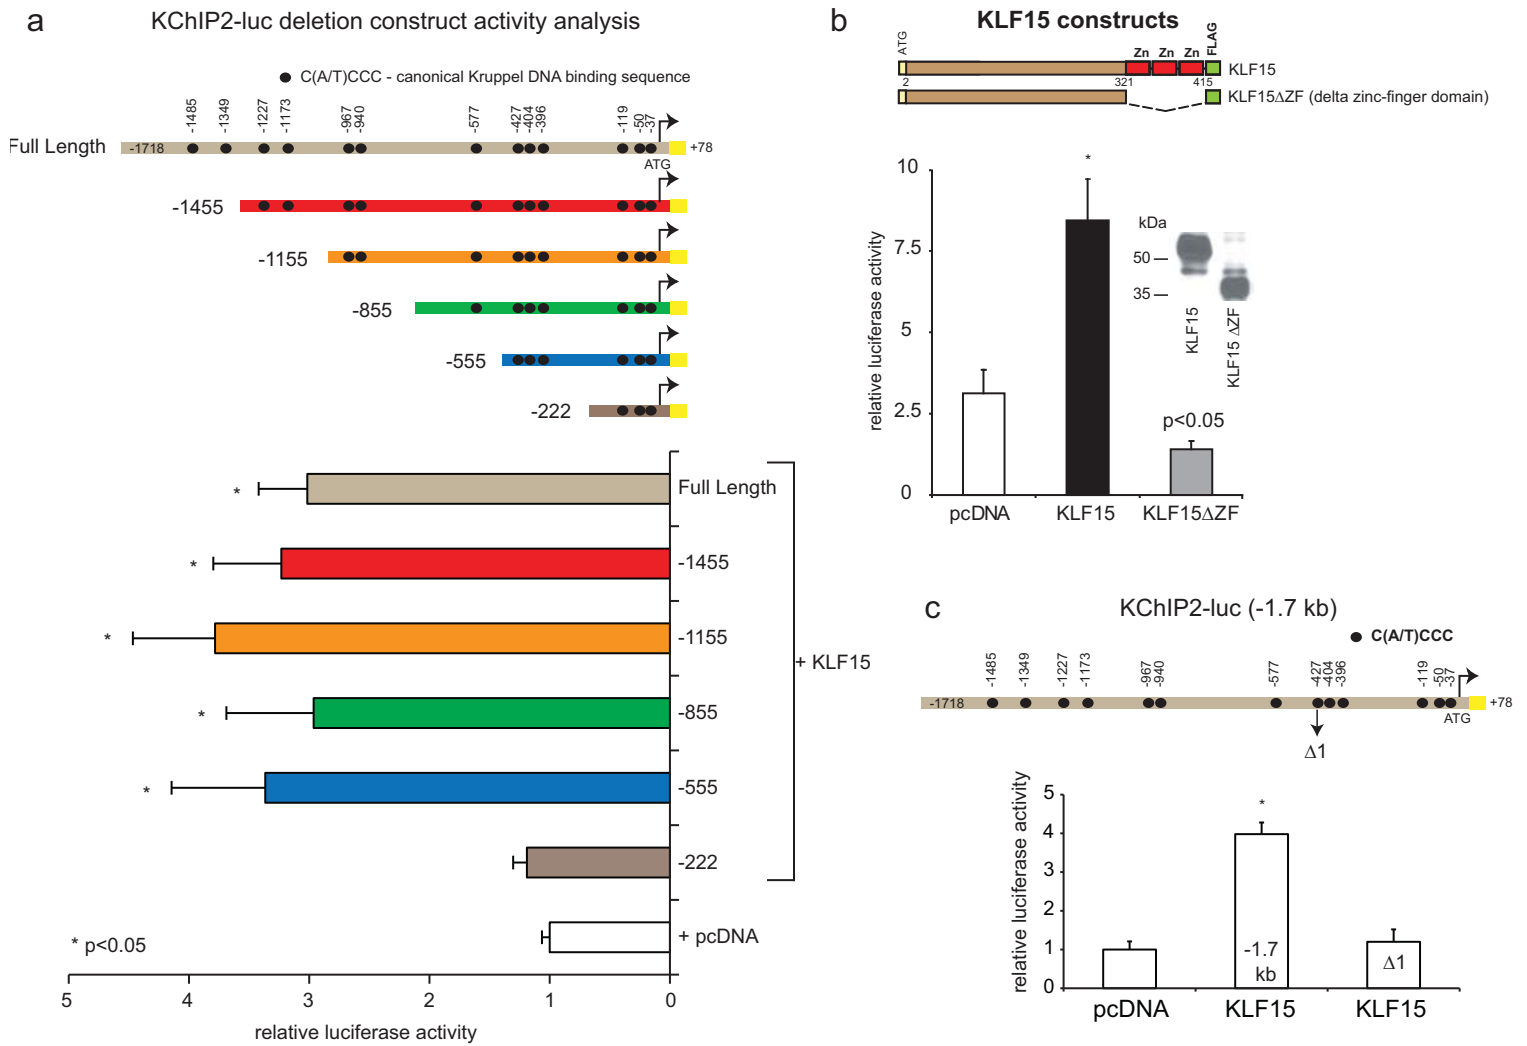 a
KChIP2-luc deletion construct activity analysis
C(A/T)CCC - canonical Kruppel DNA binding sequence
-1485
-1349
-1227
-1173
-967
-940
-577
-427
-404
-396
-119
-50
-37
Full Length
-1718
+78
ATG
-1455
-1155
-855
-555
-222
Full Length
-1455
-1155
-855
-555
-222
+ KLF15
+ pcDNA
*
*
*
*
*
* p<0.05
5 4 3 2 1 0
relative luciferase activity
b
KLF15 constructs
ATG
Zn Zn Zn
FLAG
KLF15
2 321 415
KLF15ΔZF (delta zinc-finger domain)
10
7.5
5
2.5
0
relative luciferase activity
*
p<0.05
kDa
50
35
KLF15
KLF15 ΔZF
pcDNA KLF15 KLF15ΔZF
c
KChIP2-luc (-1.7 kb)
C(A/T)CCC
-1485
-1349
-1227
-1173
-967
-940
-577
-427
-404
-396
-119
-50
-37
-1718
+78
ATG
Δ1
5
4
3
2
1
0
relative luciferase activity
*
-1.7
kb
Δ1
pcDNA KLF15 KLF15